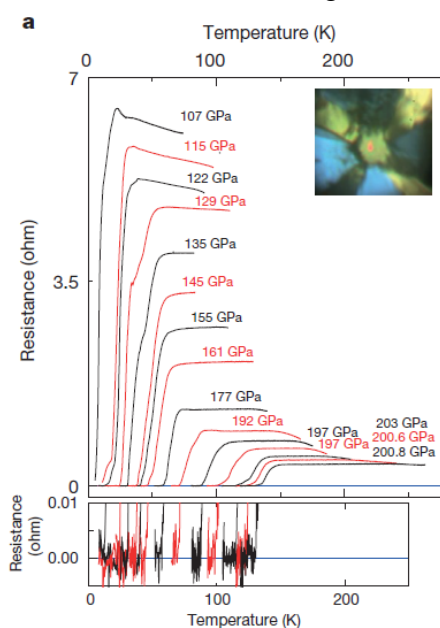 a
Temperature (K)
0 100 200
7
107 GPa
115 GPa
122 GPa
129 GPa
135 GPa
3.5
145 GPa
155 GPa
161 GPa
177 GPa
192 GPa
197 GPa
203 GPa
197 GPa
200.6 GPa
200.8 GPa
Resistance (ohm)
0
0.01
0.00
Resistance
(ohm)
0 100 200
Temperature (K)